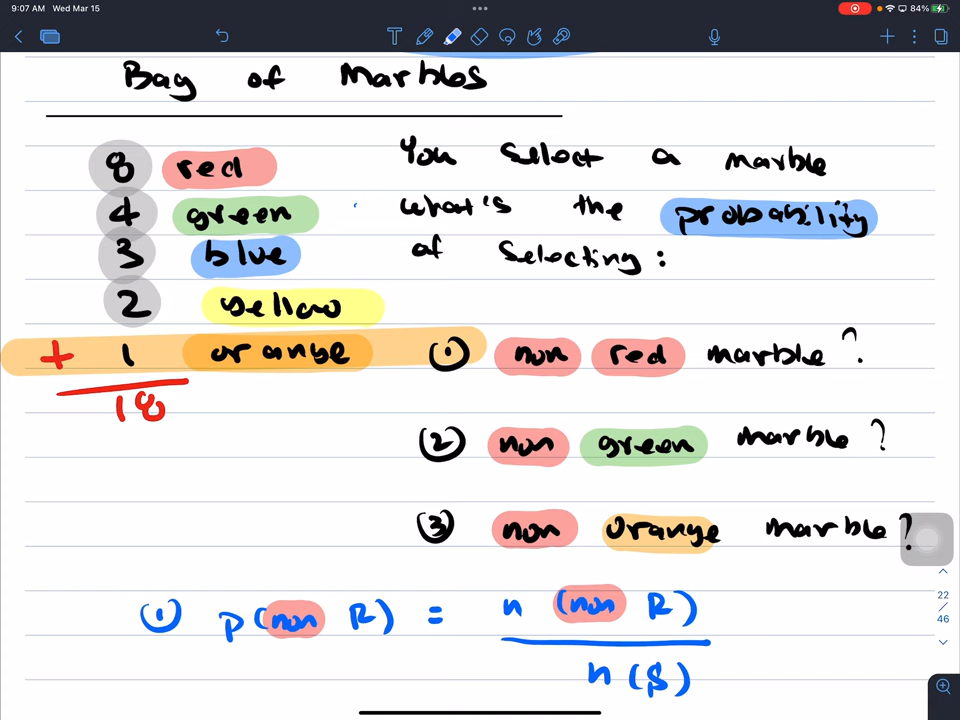 9:07 AM Wed Mar 15
84%
Bag of Marbles
8 red
4 green
3 blue
2 yellow
+ 1 orange
18
You select a marble
what's the probability
of selecting:
① non red marble?
② non green marble?
③ non orange marble?
① p(non R) = n (non R)
n (S)
22
/
46